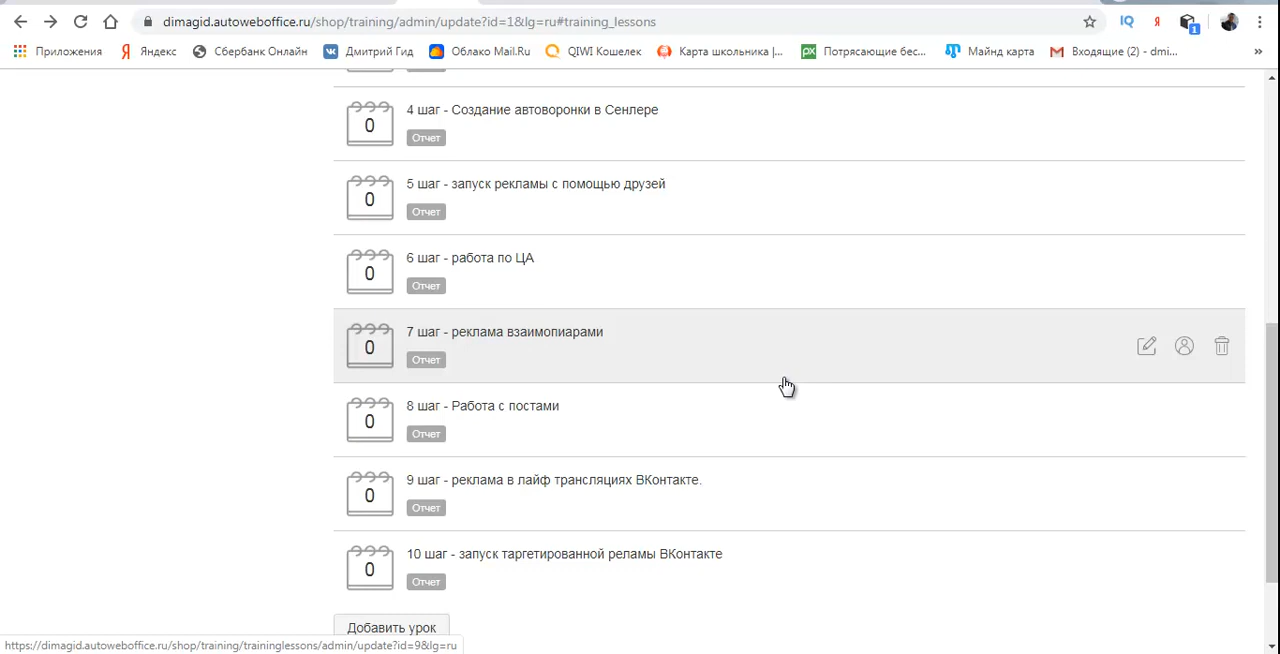 dimagid.autoweboffice.ru/shop/training/admin/update?id=1&lg=ru#training_lessons
IQ
Я
1
Приложения
Я Яндекс
Сбербанк Онлайн
Дмитрий Гид
Облако Mail.Ru
QIWI Кошелек
Карта школьника |...
px Потрясающие бес...
Майнд карта
Входящие (2) - dmi...
»
0
4 шаг - Создание автоворонки в Сенлере
Отчет
0
5 шаг - запуск рекламы с помощью друзей
Отчет
0
6 шаг - работа по ЦА
Отчет
0
7 шаг - реклама взаимопиарами
Отчет
0
8 шаг - Работа с постами
Отчет
0
9 шаг - реклама в лайф трансляциях ВКонтакте.
Отчет
0
10 шаг - запуск таргетированной реламы ВКонтакте
Отчет
Добавить урок
https://dimagid.autoweboffice.ru/shop/training/traininglessons/admin/update?id=9&lg=ru